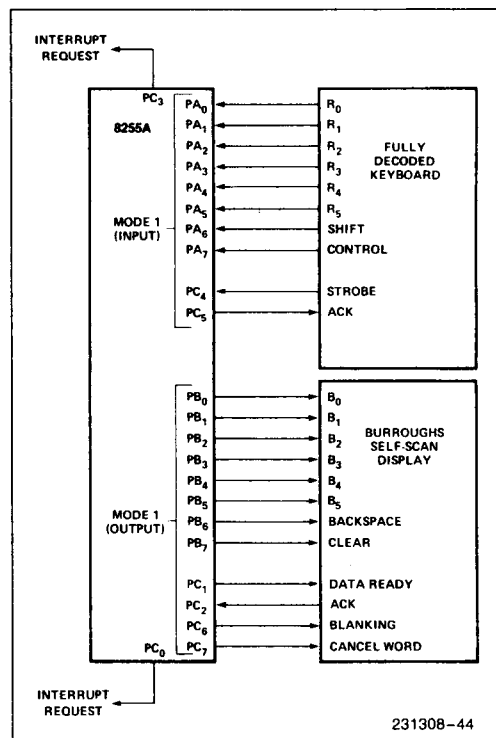 INTERRUPT
REQUEST
PC3
8255A
MODE 1
(INPUT)
PA0
PA1
PA2
PA3
PA4
PA5
PA6
PA7
PC4
PC5
R0
R1
R2
R3
R4
R5
SHIFT
CONTROL
STROBE
ACK
FULLY
DECODED
KEYBOARD
MODE 1
(OUTPUT)
PB0
PB1
PB2
PB3
PB4
PB5
PB6
PB7
PC1
PC2
PC6
PC7
B0
B1
B2
B3
B4
B5
BACKSPACE
CLEAR
DATA READY
ACK
BLANKING
CANCEL WORD
BURROUGHS
SELF-SCAN
DISPLAY
PC0
INTERRUPT
REQUEST
231308-44